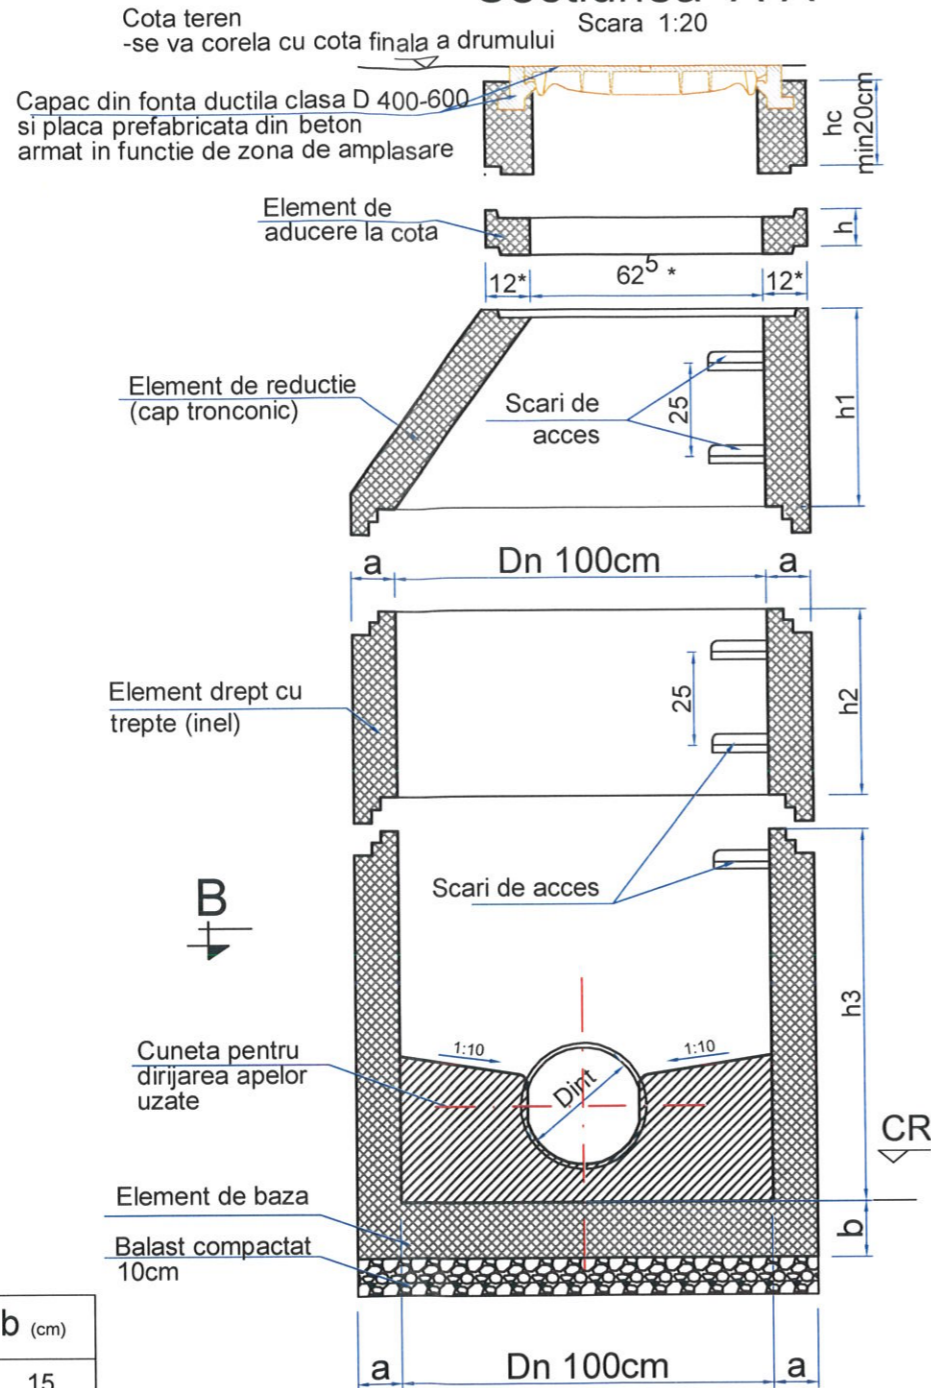 Scara 1:20
Cota teren
-se va corela cu cota finala a drumului
Capac din fonta ductila clasa D 400-600
si placa prefabricata din beton
armat in functie de zona de amplasare
hc
min20cm
Element de
aducere la cota
h
12*
62⁵ *
12*
Element de reductie
(cap tronconic)
Scari de
acces
25
h1
a
Dn 100cm
a
Element drept cu
trepte (inel)
25
h2
Scari de acces
B
h3
Cuneta pentru
dirijarea apelor
uzate
1:10
1:10
Dint
CR
Element de baza
b
Balast compactat
10cm
b (cm)
15
a
Dn 100cm
a